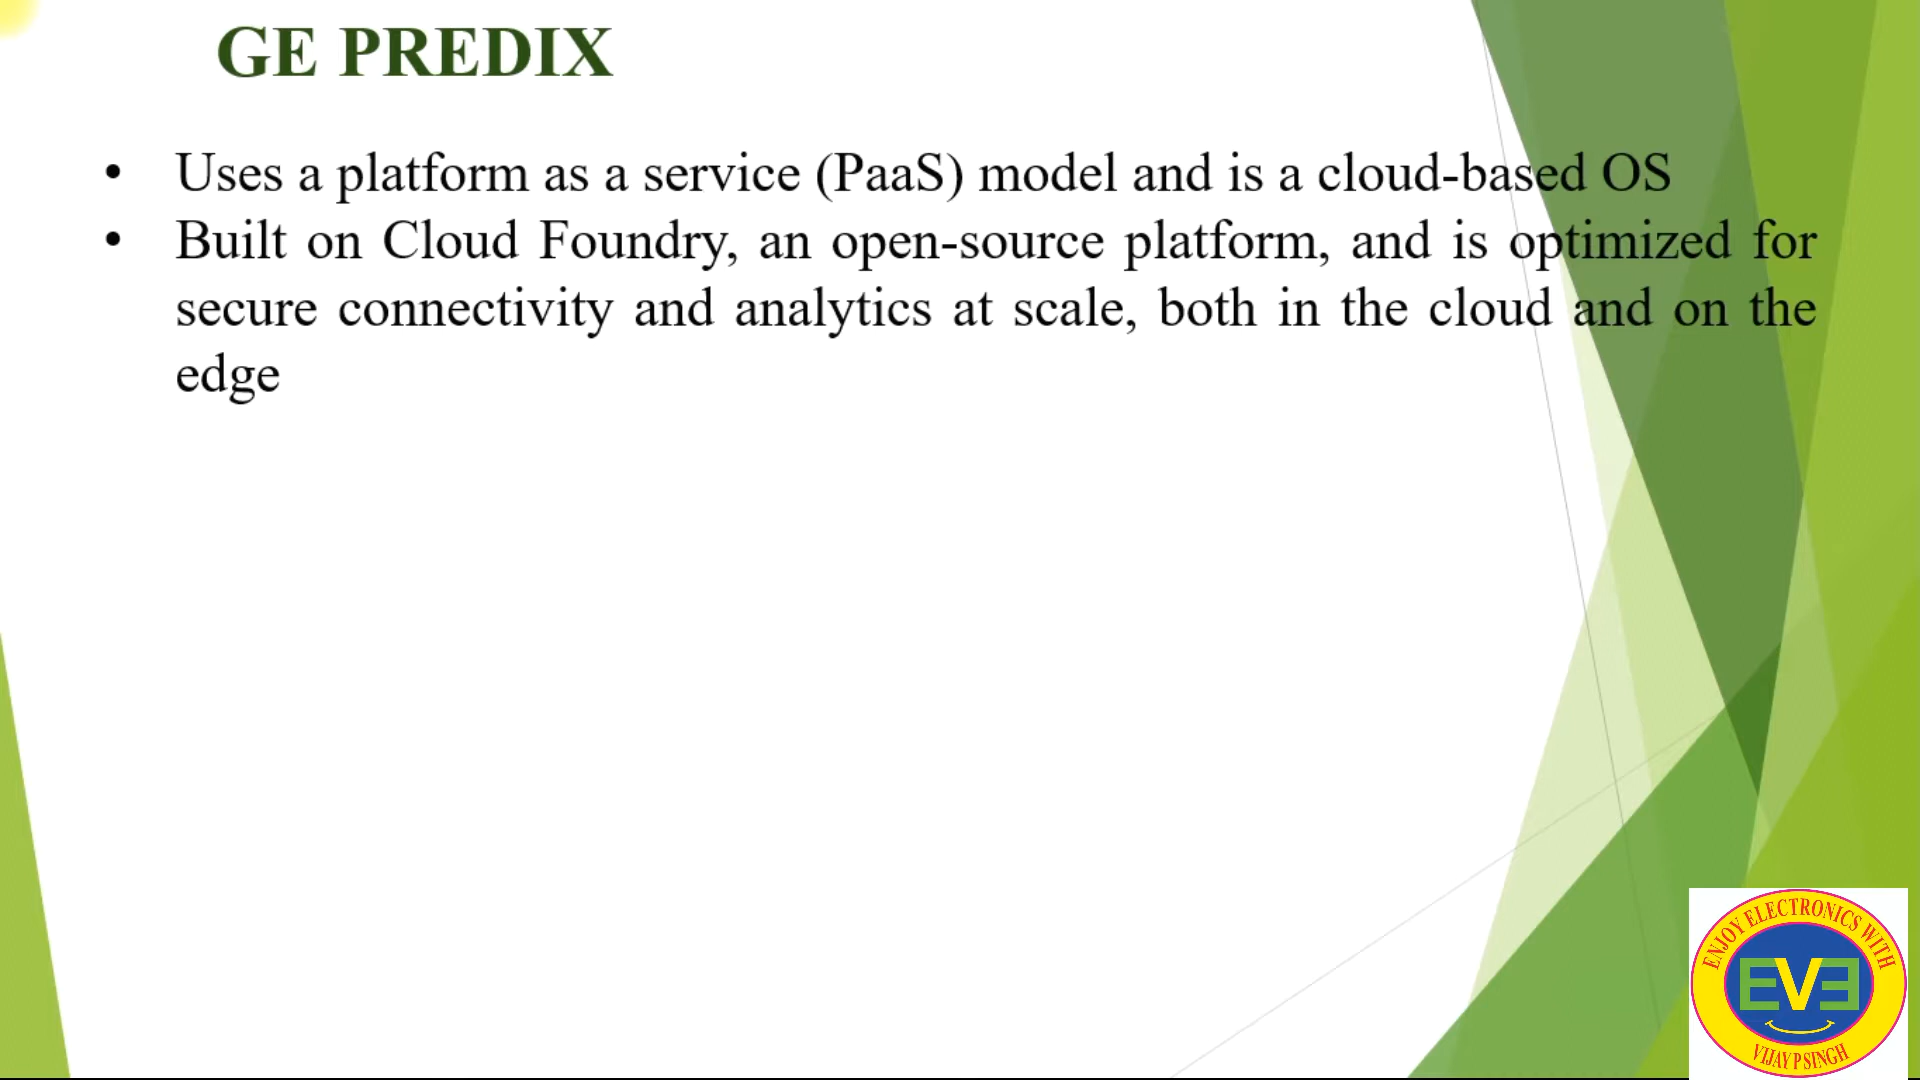 GE PREDIX
• Uses a platform as a service (PaaS) model and is a cloud-based OS
• Built on Cloud Foundry, an open-source platform, and is optimized for
secure connectivity and analytics at scale, both in the cloud and on the
edge
ENJOY ELECTRONICS WITH
EVE
VIJAY P SINGH